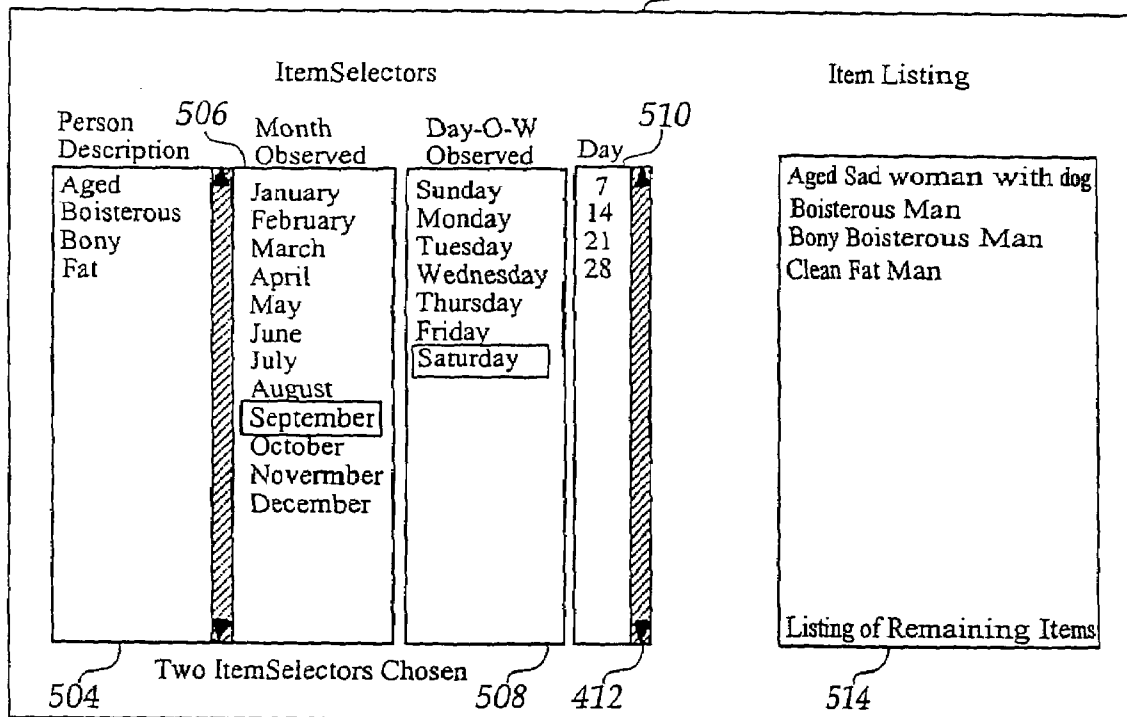 ItemSelectors
Item Listing
506
510
Person Description
Month Observed
Day-O-W Observed
Day
Aged
Boisterous
Bony
Fat
January
February
March
April
May
June
July
August
September
October
Novermber
December
Sunday
Monday
Tuesday
Wednesday
Thursday
Friday
Saturday
7
14
21
28
Aged Sad woman with dog
Boisterous Man
Bony Boisterous Man
Clean Fat Man
Listing of Remaining Items
Two ItemSelectors Chosen
504
508
412
514